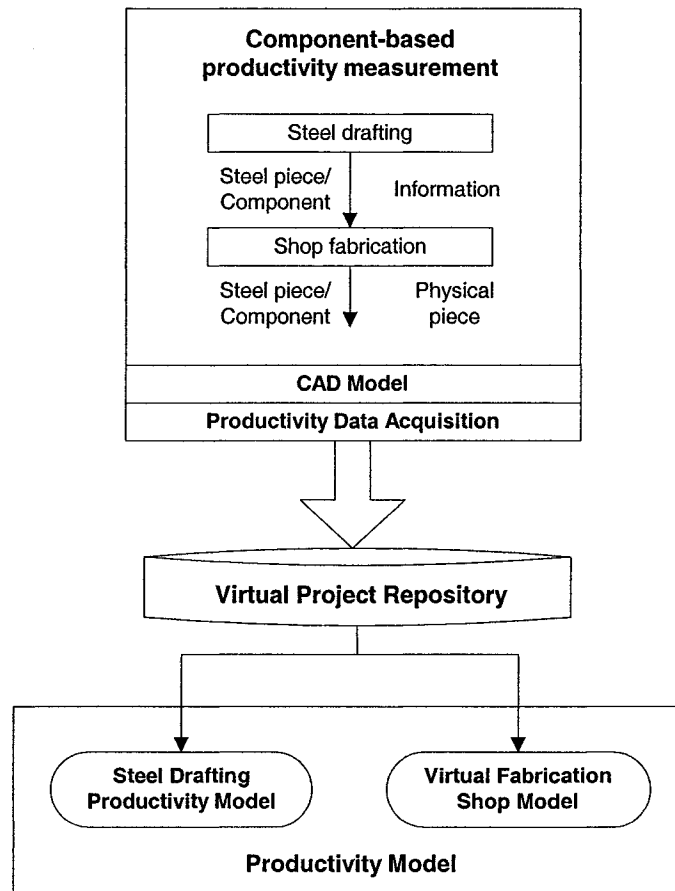 Component-based
productivity measurement
Steel drafting
Steel piece/
Component
Information
Shop fabrication
Steel piece/
Component
Physical
piece
CAD Model
Productivity Data Acquisition
Virtual Project Repository
Steel Drafting
Productivity Model
Virtual Fabrication
Shop Model
Productivity Model